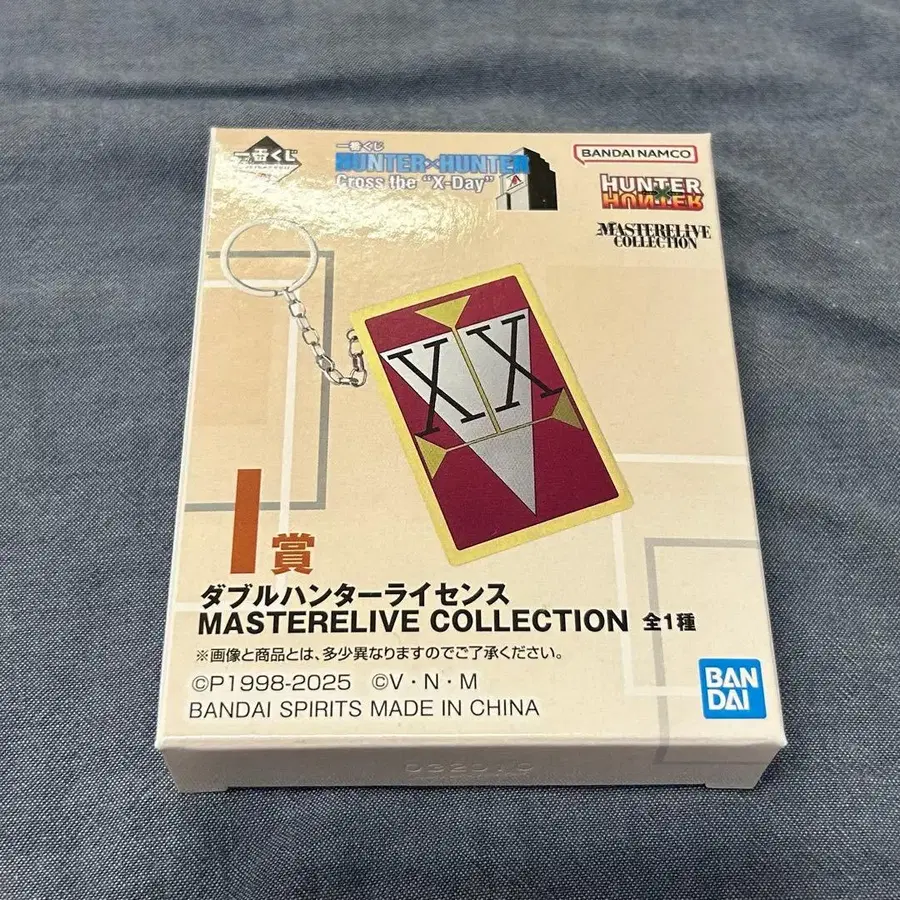 一番くじ
一番くじ
HUNTER×HUNTER
Cross the "X-Day"
BANDAI NAMCO
HUNTER×HUNTER
MASTERELIVE
COLLECTION
XX
I賞
ダブルハンターライセンス
MASTERELIVE COLLECTION 全1種
※画像と商品とは、多少異なりますのでご了承ください。
©P1998-2025 ©V・N・M
BANDAI SPIRITS MADE IN CHINA
BAN
DAI